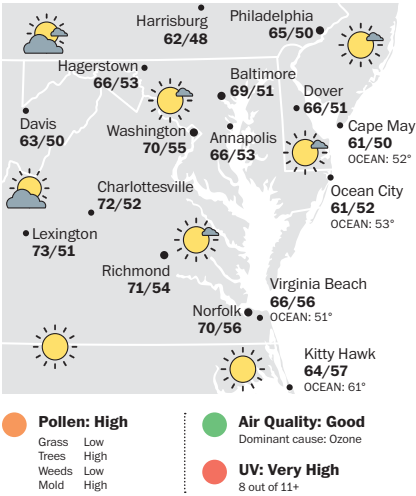 Harrisburg
62/48
Philadelphia
65/50
Hagerstown
66/53
Baltimore
69/51
Dover
66/51
Davis
63/50
Washington
70/55
Annapolis
66/53
Cape May
61/50
OCEAN: 52°
Charlottesville
72/52
Ocean City
61/52
OCEAN: 53°
Lexington
73/51
Richmond
71/54
Virginia Beach
66/56
OCEAN: 51°
Norfolk
70/56
Kitty Hawk
64/57
OCEAN: 61°
Pollen: High
Grass Low
Trees High
Weeds Low
Mold High
Air Quality: Good
Dominant cause: Ozone
UV: Very High
8 out of 11+